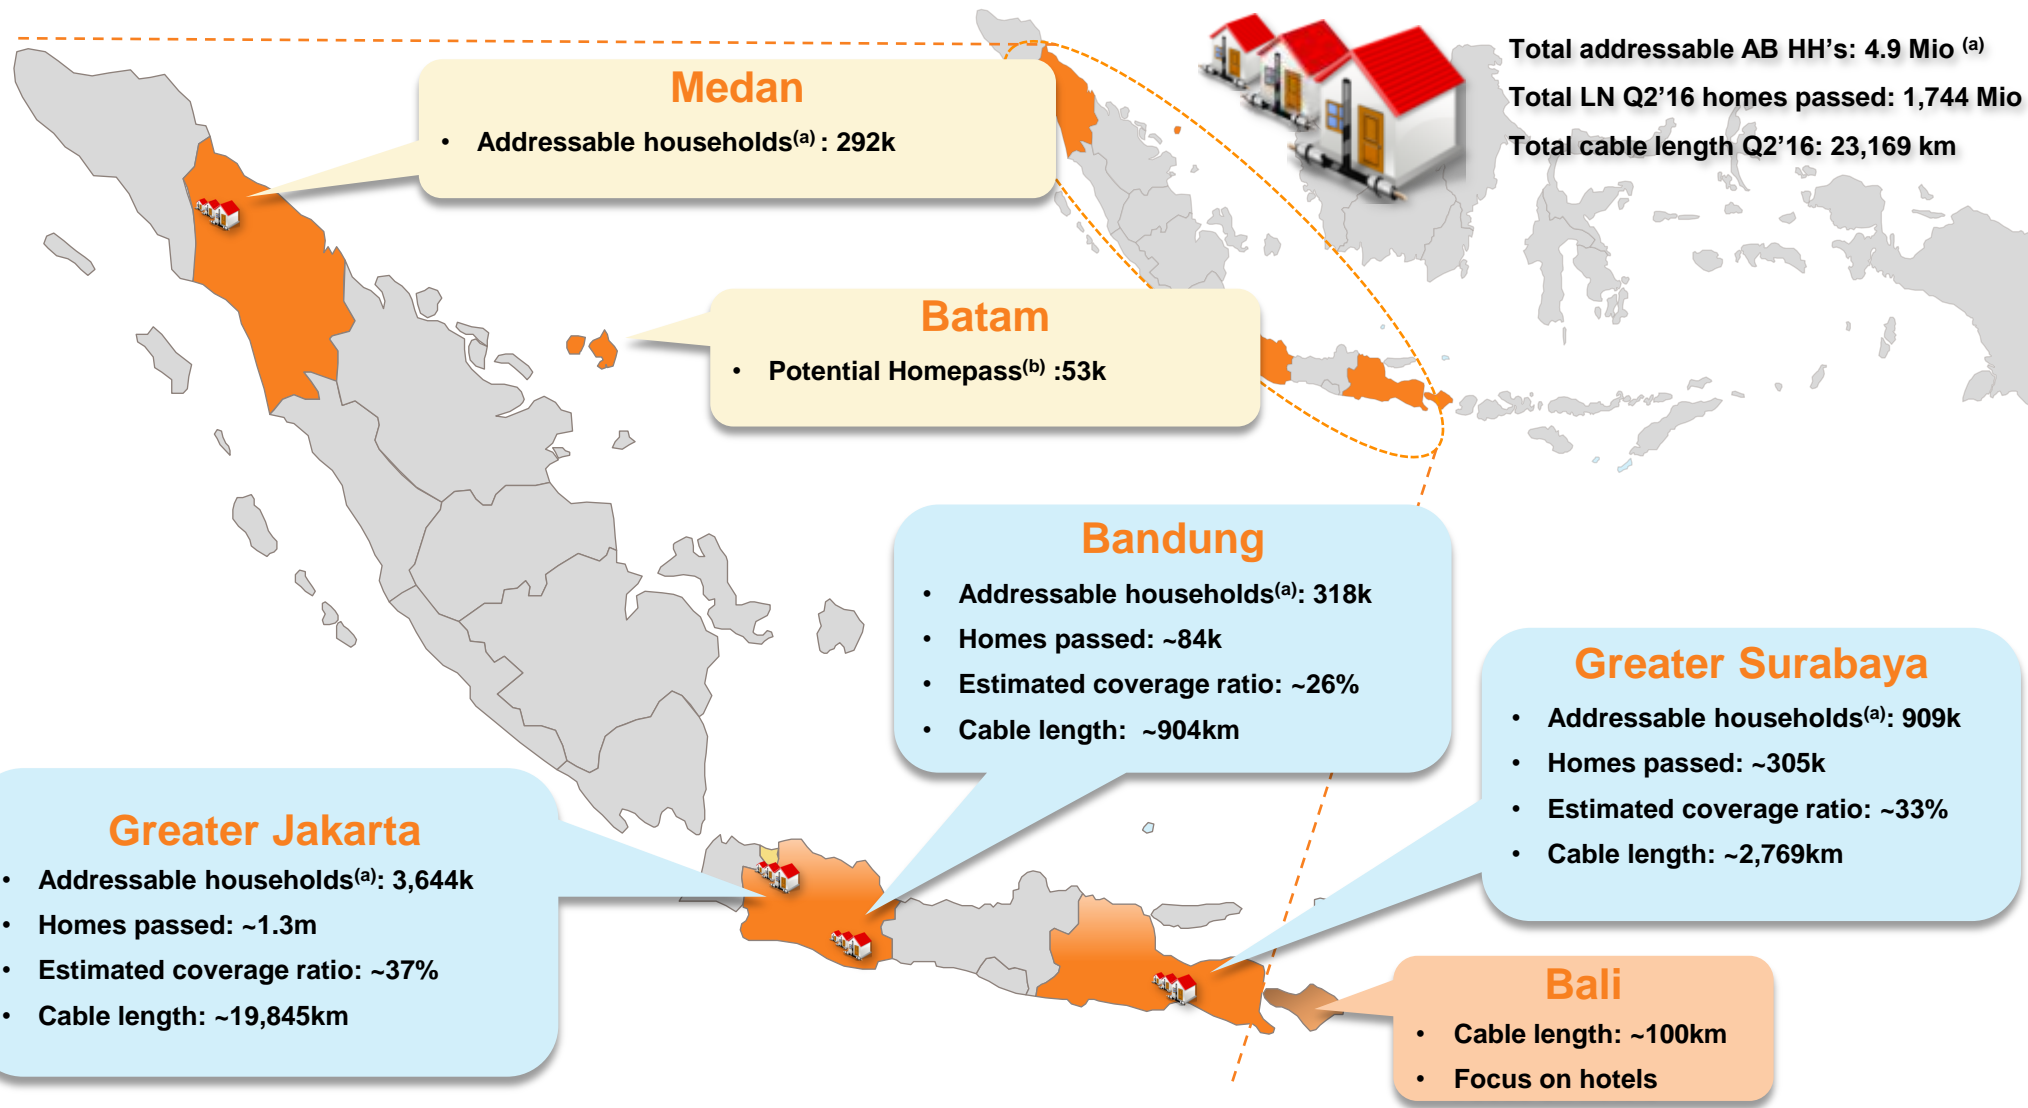 Total addressable AB HH's: 4.9 Mio (a)
Total LN Q2'16 homes passed: 1,744 Mio
Total cable length Q2'16: 23,169 km
Medan
• Addressable households(a) : 292k
Batam
• Potential Homepass(b) :53k
Bandung
• Addressable households(a): 318k
• Homes passed: ~84k
• Estimated coverage ratio: ~26%
• Cable length: ~904km
Greater Surabaya
• Addressable households(a): 909k
• Homes passed: ~305k
• Estimated coverage ratio: ~33%
• Cable length: ~2,769km
Greater Jakarta
• Addressable households(a): 3,644k
• Homes passed: ~1.3m
• Estimated coverage ratio: ~37%
• Cable length: ~19,845km
Bali
• Cable length: ~100km
• Focus on hotels